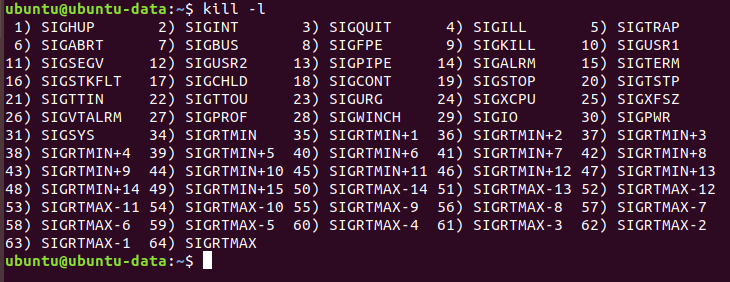 ubuntu@ubuntu-data:~$ kill -l
 1) SIGHUP       2) SIGINT       3) SIGQUIT      4) SIGILL       5) SIGTRAP
 6) SIGABRT      7) SIGBUS       8) SIGFPE       9) SIGKILL     10) SIGUSR1
11) SIGSEGV     12) SIGUSR2     13) SIGPIPE     14) SIGALRM     15) SIGTERM
16) SIGSTKFLT   17) SIGCHLD     18) SIGCONT     19) SIGSTOP     20) SIGTSTP
21) SIGTTIN     22) SIGTTOU     23) SIGURG      24) SIGXCPU     25) SIGXFSZ
26) SIGVTALRM   27) SIGPROF     28) SIGWINCH    29) SIGIO       30) SIGPWR
31) SIGSYS      34) SIGRTMIN    35) SIGRTMIN+1  36) SIGRTMIN+2  37) SIGRTMIN+3
38) SIGRTMIN+4  39) SIGRTMIN+5  40) SIGRTMIN+6  41) SIGRTMIN+7  42) SIGRTMIN+8
43) SIGRTMIN+9  44) SIGRTMIN+10 45) SIGRTMIN+11 46) SIGRTMIN+12 47) SIGRTMIN+13
48) SIGRTMIN+14 49) SIGRTMIN+15 50) SIGRTMAX-14 51) SIGRTMAX-13 52) SIGRTMAX-12
53) SIGRTMAX-11 54) SIGRTMAX-10 55) SIGRTMAX-9  56) SIGRTMAX-8  57) SIGRTMAX-7
58) SIGRTMAX-6  59) SIGRTMAX-5  60) SIGRTMAX-4  61) SIGRTMAX-3  62) SIGRTMAX-2
63) SIGRTMAX-1  64) SIGRTMAX
ubuntu@ubuntu-data:~$